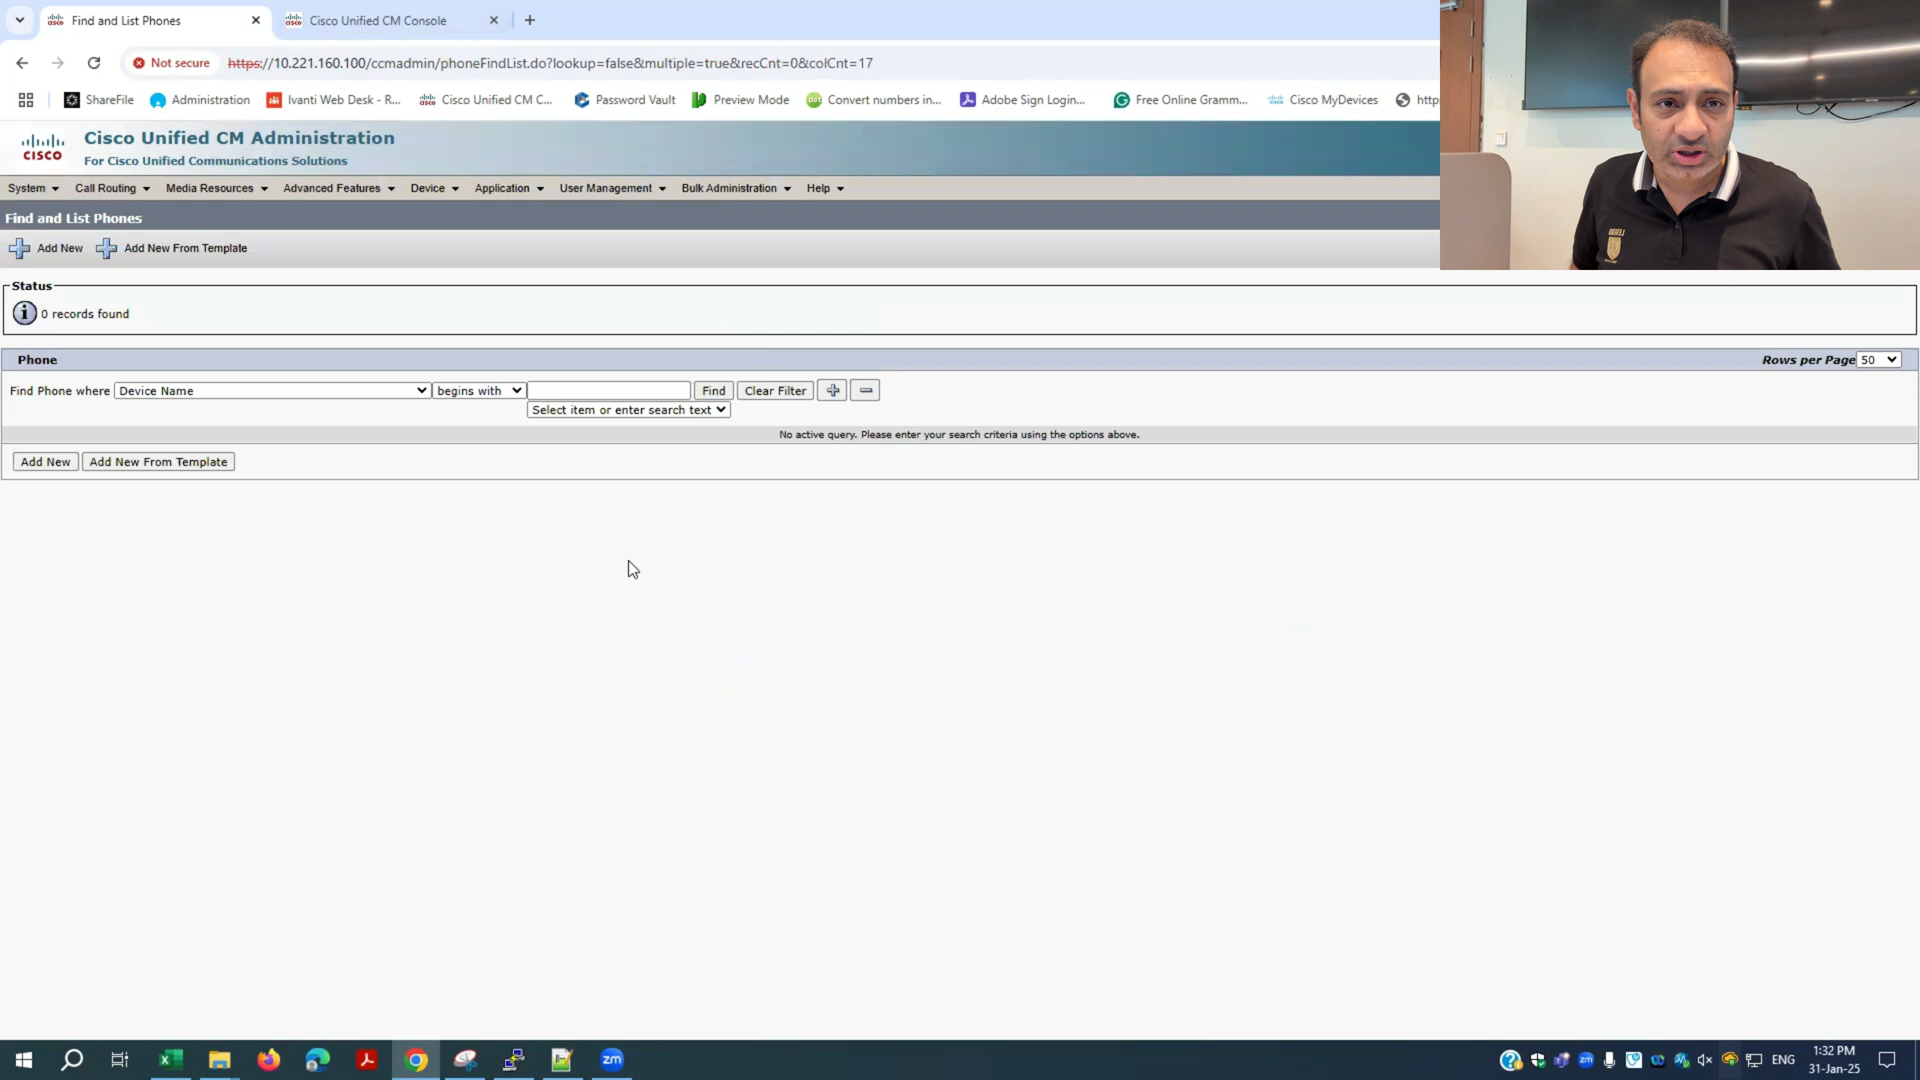 Find and List Phones
Cisco Unified CM Console
Not secure
https://10.221.160.100/ccmadmin/phoneFindList.do?lookup=false&multiple=true&recCnt=0&colCnt=17
ShareFile
Administration
Ivanti Web Desk - R...
Cisco Unified CM C...
Password Vault
Preview Mode
Convert numbers in...
Adobe Sign Login...
Free Online Gramm...
Cisco MyDevices
http
CISCO
Cisco Unified CM Administration
For Cisco Unified Communications Solutions
System
Call Routing
Media Resources
Advanced Features
Device
Application
User Management
Bulk Administration
Help
Find and List Phones
Add New
Add New From Template
Status
0 records found
Phone
Rows per Page 50
Find Phone where Device Name begins with Find Clear Filter
Select item or enter search text
No active query. Please enter your search criteria using the options above.
Add New
Add New From Template
zm
ENG
1:32 PM
31-Jan-25